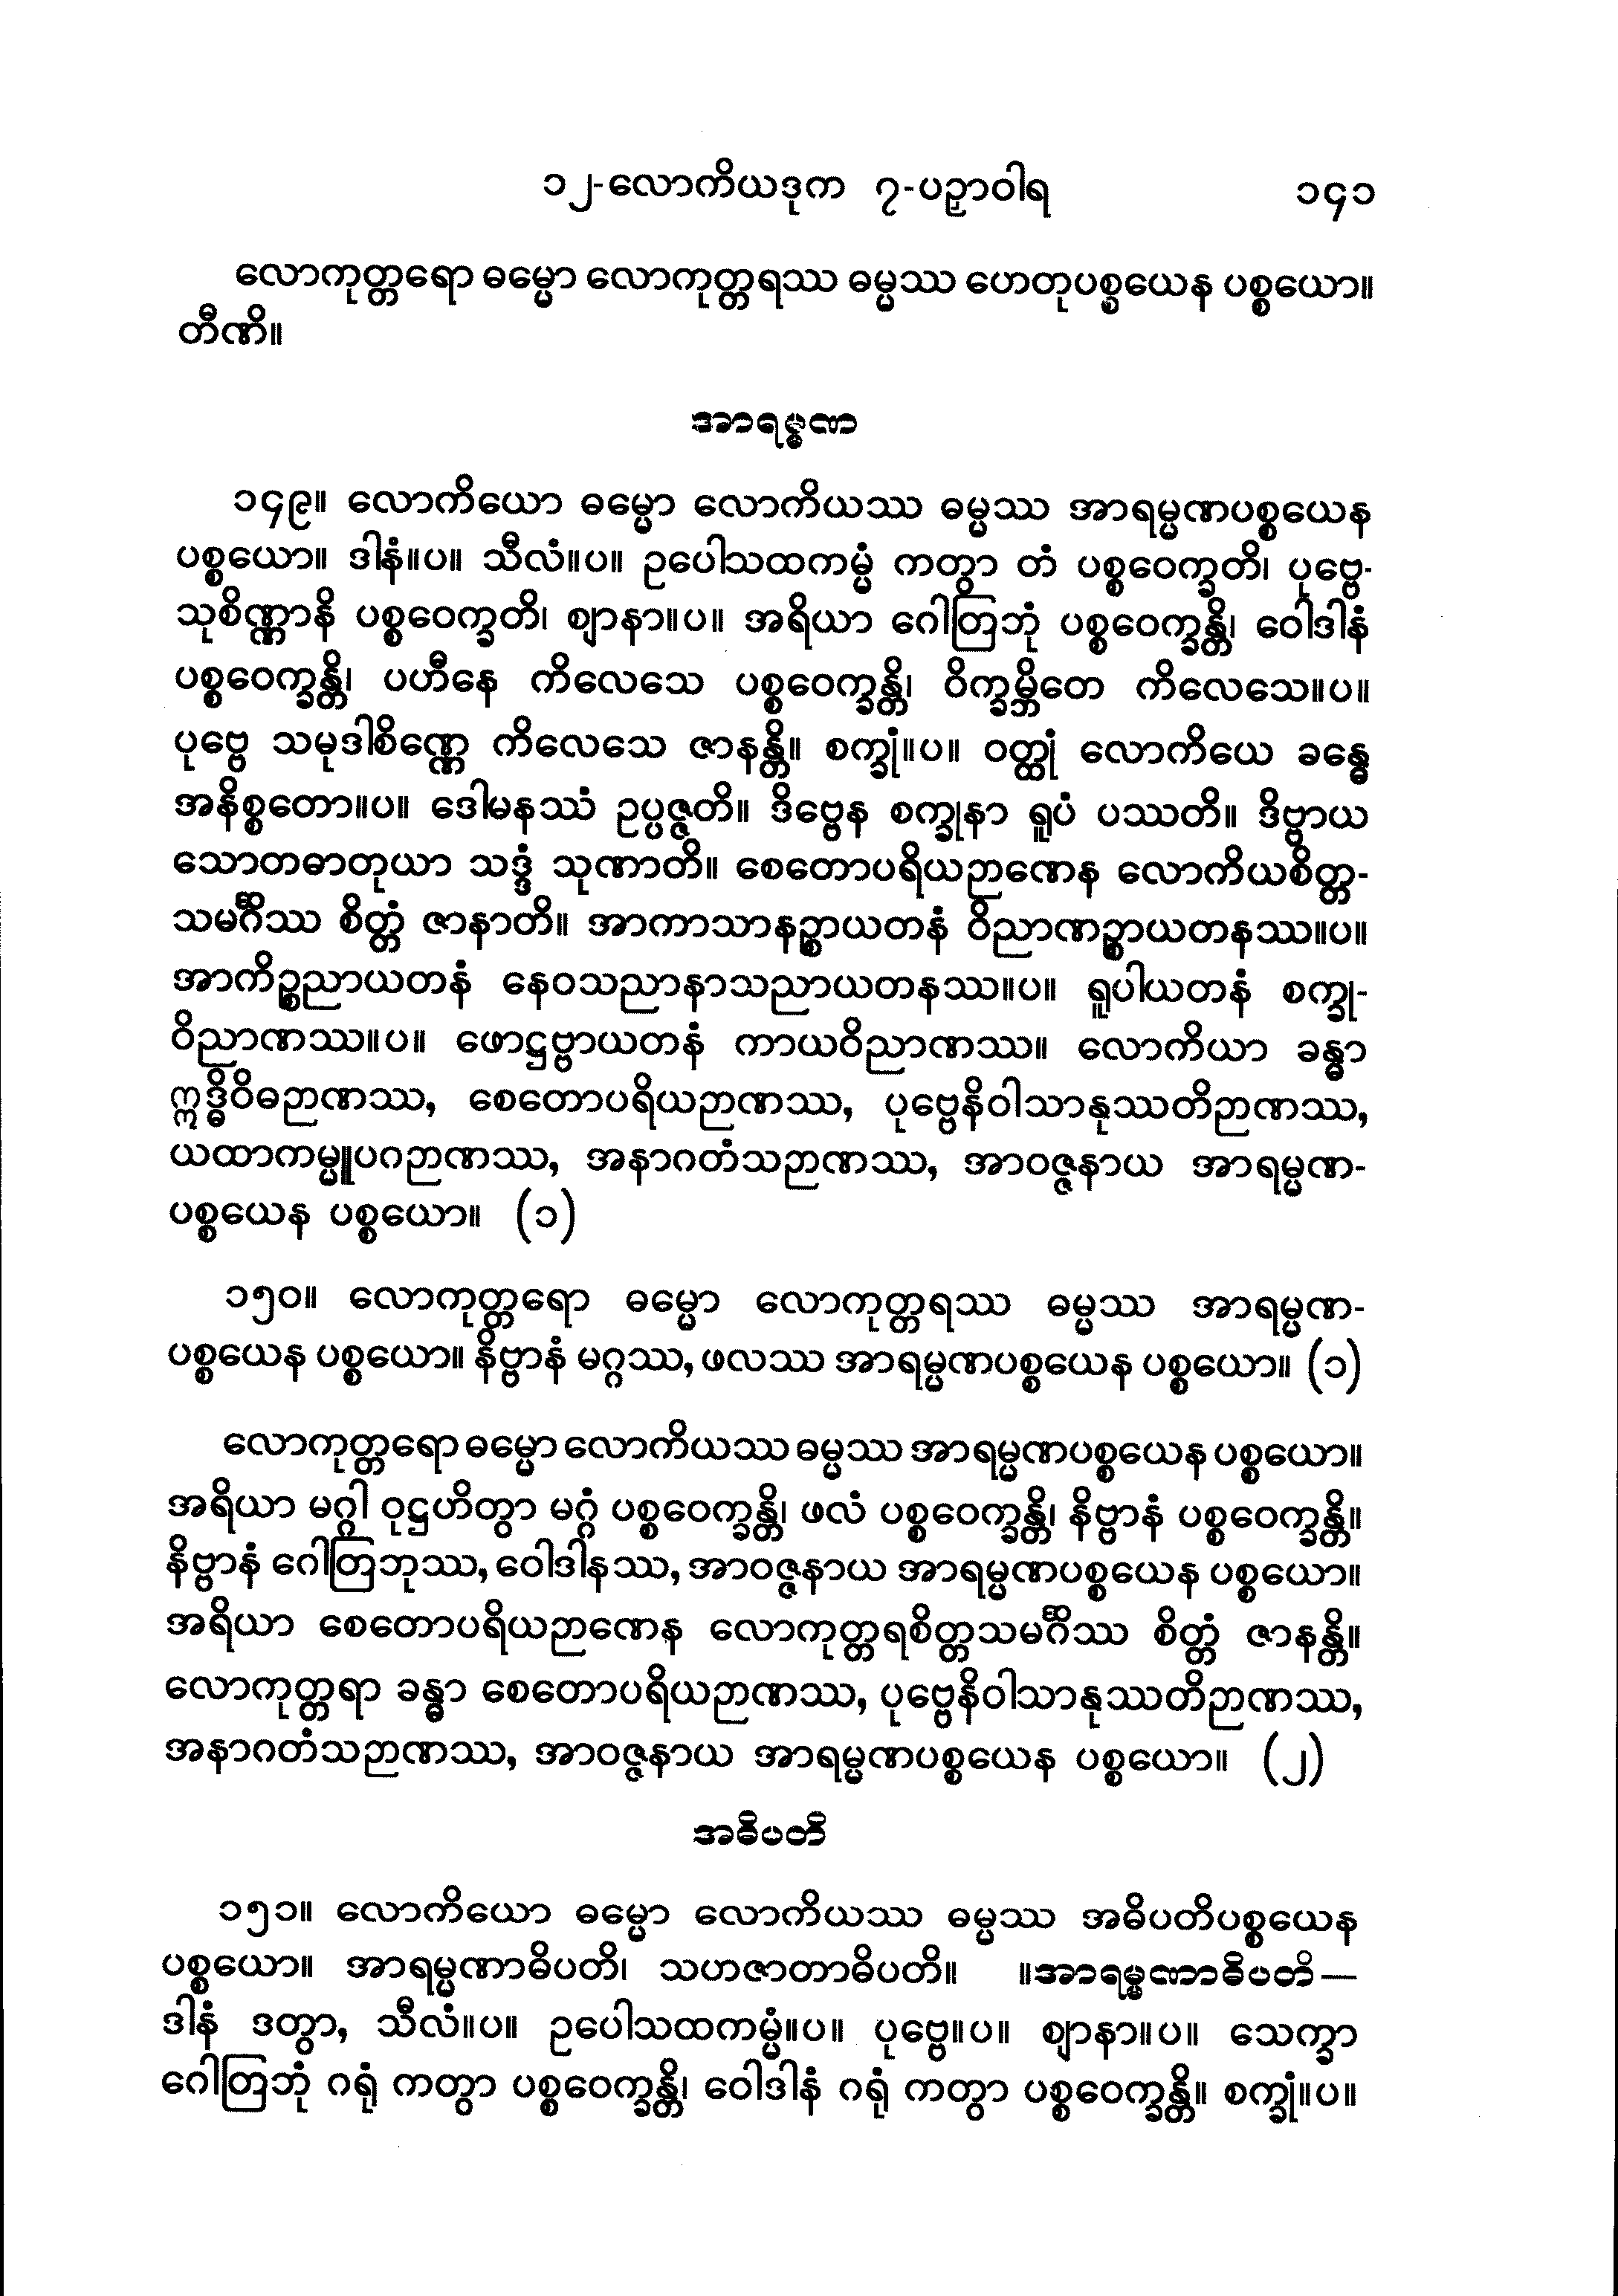 ၁၂-လောကိယဒုက ၇-ပဉှာဝါရ ၁၄၁
လောကုတ္တရော ဓမ္မော လောကုတ္တရဿ ဓမ္မဿ ဟေတုပစ္စယေန ပစ္စယော။
တီဏိ။
အာရမ္မဏ
၁၄၉။ လောကိယော ဓမ္မော လောကိယဿ ဓမ္မဿ အာရမ္မဏပစ္စယေန
ပစ္စယော။ ဒါနံ။ပ။ သီလံ။ပ။ ဥပေါသထကမ္မံ ကတွာ တံ ပစ္စဝေက္ခတိ၊ ပုဗ္ဗေ-
သုစိဏ္ဏာနိ ပစ္စဝေက္ခတိ၊ ဈာနာ။ပ။ အရိယာ ဂေါတြဘုံ ပစ္စဝေက္ခန္တိ၊ ဝေါဒါနံ
ပစ္စဝေက္ခန္တိ၊ ပဟီနေ ကိလေသေ ပစ္စဝေက္ခန္တိ၊ ဝိက္ခမ္ဘိတေ ကိလေသေ။ပ။
ပုဗ္ဗေ သမုဒါစိဏ္ဏေ ကိလေသေ ဇာနန္တိ။ စက္ခုံ။ပ။ ဝတ္ထုံ လောကိယေ ခန္ဓေ
အနိစ္စတော။ပ။ ဒေါမနဿံ ဥပ္ပဇ္ဇတိ။ ဒိဗ္ဗေန စက္ခုနာ ရူပံ ပဿတိ။ ဒိဗ္ဗာယ
သောတဓာတုယာ သဒ္ဒံ သုဏာတိ။ စေတောပရိယဉာဏေန လောကိယစိတ္တ-
သမင်္ဂိဿ စိတ္တံ ဇာနာတိ။ အာကာသာနဉ္စာယတနံ ဝိညာဏဉ္စာယတနဿ။ပ။
အာကိဉ္စညာယတနံ နေဝသညာနာသညာယတနဿ။ပ။ ရူပါယတနံ စက္ခု-
ဝိညာဏဿ။ပ။ ဖောဋ္ဌဗ္ဗာယတနံ ကာယဝိညာဏဿ။ လောကိယာ ခန္ဓာ
ဣဒ္ဓိဝိဓဉာဏဿ, စေတောပရိယဉာဏဿ, ပုဗ္ဗေနိဝါသာနုဿတိဉာဏဿ,
ယထာကမ္မူပဂဉာဏဿ, အနာဂတံသဉာဏဿ, အာဝဇ္ဇနာယ အာရမ္မဏ-
ပစ္စယေန ပစ္စယော။ (၁)
၁၅၀။ လောကုတ္တရော ဓမ္မော လောကုတ္တရဿ ဓမ္မဿ အာရမ္မဏ-
ပစ္စယေန ပစ္စယော။ နိဗ္ဗာနံ မဂ္ဂဿ, ဖလဿ အာရမ္မဏပစ္စယေန ပစ္စယော။ (၁)
လောကုတ္တရော ဓမ္မော လောကိယဿ ဓမ္မဿ အာရမ္မဏပစ္စယေန ပစ္စယော။
အရိယာ မဂ္ဂါ ဝုဋ္ဌဟိတွာ မဂ္ဂံ ပစ္စဝေက္ခန္တိ၊ ဖလံ ပစ္စဝေက္ခန္တိ၊ နိဗ္ဗာနံ ပစ္စဝေက္ခန္တိ။
နိဗ္ဗာနံ ဂေါတြဘုဿ, ဝေါဒါနဿ, အာဝဇ္ဇနာယ အာရမ္မဏပစ္စယေန ပစ္စယော။
အရိယာ စေတောပရိယဉာဏေန လောကုတ္တရစိတ္တသမင်္ဂိဿ စိတ္တံ ဇာနန္တိ။
လောကုတ္တရာ ခန္ဓာ စေတောပရိယဉာဏဿ, ပုဗ္ဗေနိဝါသာနုဿတိဉာဏဿ,
အနာဂတံသဉာဏဿ, အာဝဇ္ဇနာယ အာရမ္မဏပစ္စယေန ပစ္စယော။ (၂)
အဓိပတိ
၁၅၁။ လောကိယော ဓမ္မော လောကိယဿ ဓမ္မဿ အဓိပတိပစ္စယေန
ပစ္စယော။ အာရမ္မဏာဓိပတိ၊ သဟဇာတာဓိပတိ။ ။အာရမ္မဏာဓိပတိ—
ဒါနံ ဒတွာ, သီလံ။ပ။ ဥပေါသထကမ္မံ။ပ။ ပုဗ္ဗေ။ပ။ ဈာနာ။ပ။ သေက္ခာ
ဂေါတြဘုံ ဂရုံ ကတွာ ပစ္စဝေက္ခန္တိ၊ ဝေါဒါနံ ဂရုံ ကတွာ ပစ္စဝေက္ခန္တိ။ စက္ခုံ။ပ။